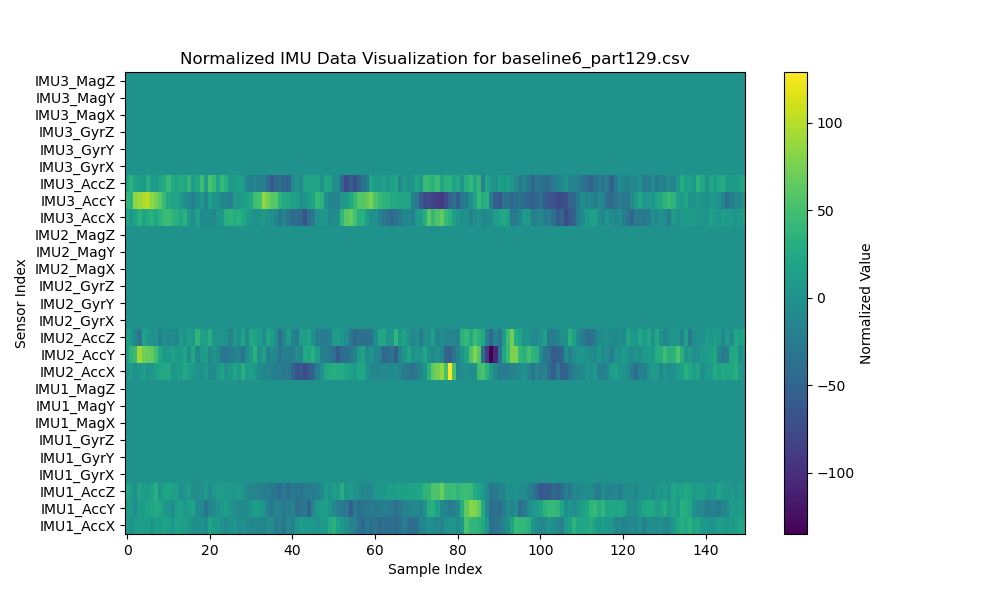 Normalized IMU Data Visualization for baseline6_part129.csv
IMU3_MagZ
IMU3_MagY
IMU3_MagX
IMU3_GyrZ
IMU3_GyrY
IMU3_GyrX
IMU3_AccZ
IMU3_AccY
IMU3_AccX
IMU2_MagZ
IMU2_MagY
IMU2_MagX
IMU2_GyrZ
IMU2_GyrY
IMU2_GyrX
IMU2_AccZ
IMU2_AccY
IMU2_AccX
IMU1_MagZ
IMU1_MagY
IMU1_MagX
IMU1_GyrZ
IMU1_GyrY
IMU1_GyrX
IMU1_AccZ
IMU1_AccY
IMU1_AccX
Sensor Index
0 20 40 60 80 100 120 140
Sample Index
100
50
0
−50
−100
Normalized Value